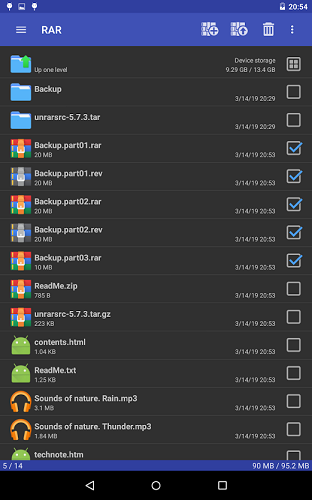 20:54
RAR
Device storage
Up one level
9.29 GB / 13.4 GB
Backup
3/14/19 20:29
unrarsrc-5.7.3.tar
3/14/19 20:29
Backup.part01.rar
20 MB
3/14/19 20:53
Backup.part01.rev
20 MB
3/14/19 20:53
Backup.part02.rar
20 MB
3/14/19 20:53
Backup.part02.rev
20 MB
3/14/19 20:53
Backup.part03.rar
10 MB
3/14/19 20:53
ReadMe.zip
785 B
3/14/19 20:53
unrarsrc-5.7.3.tar.gz
223 KB
3/14/19 20:53
contents.html
1.04 KB
3/14/19 20:53
ReadMe.txt
1.25 KB
3/14/19 20:53
Sounds of nature. Rain.mp3
3.1 MB
3/14/19 20:53
Sounds of nature. Thunder.mp3
1.84 MB
3/14/19 20:53
technote.htm
5 / 14
90 MB / 95.2 MB